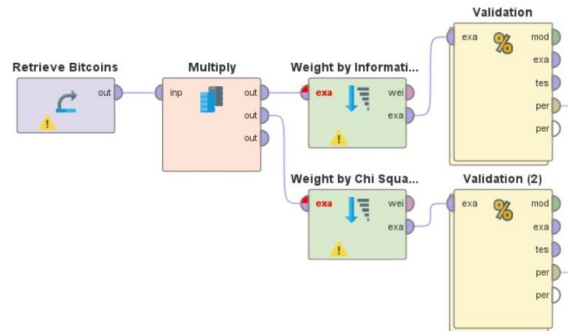 Validation
exa
mod
exa
tes
per
per
Retrieve Bitcoins
out
Multiply
inp
out
out
out
Weight by Informati...
exa
wei
exa
Weight by Chi Squa...
exa
wei
exa
Validation (2)
exa
mod
exa
tes
per
per